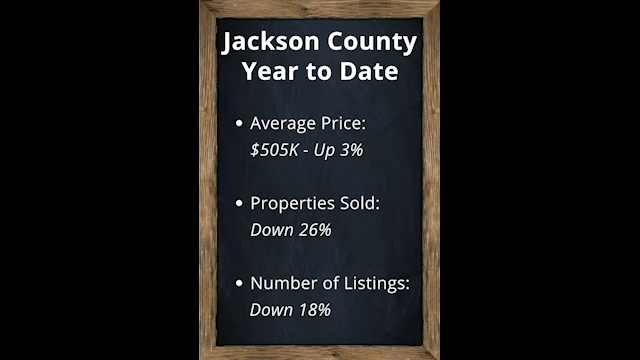 Jackson County
Year to Date
• Average Price:
$505K - Up 3%
• Properties Sold:
Down 26%
• Number of Listings:
Down 18%